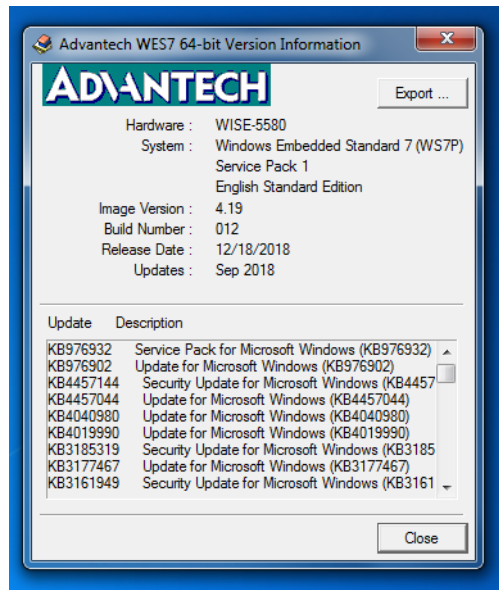 Advantech WES7 64-bit Version Information
ADVANTECH
Export ...
Hardware : WISE-5580
System : Windows Embedded Standard 7 (WS7P)
Service Pack 1
English Standard Edition
Image Version : 4.19
Build Number : 012
Release Date : 12/18/2018
Updates : Sep 2018
Update Description
KB976932 Service Pack for Microsoft Windows (KB976932)
KB976902 Update for Microsoft Windows (KB976902)
KB4457144 Security Update for Microsoft Windows (KB4457
KB4457044 Update for Microsoft Windows (KB4457044)
KB4040980 Update for Microsoft Windows (KB4040980)
KB4019990 Update for Microsoft Windows (KB4019990)
KB3185319 Security Update for Microsoft Windows (KB3185
KB3177467 Update for Microsoft Windows (KB3177467)
KB3161949 Security Update for Microsoft Windows (KB3161
Close